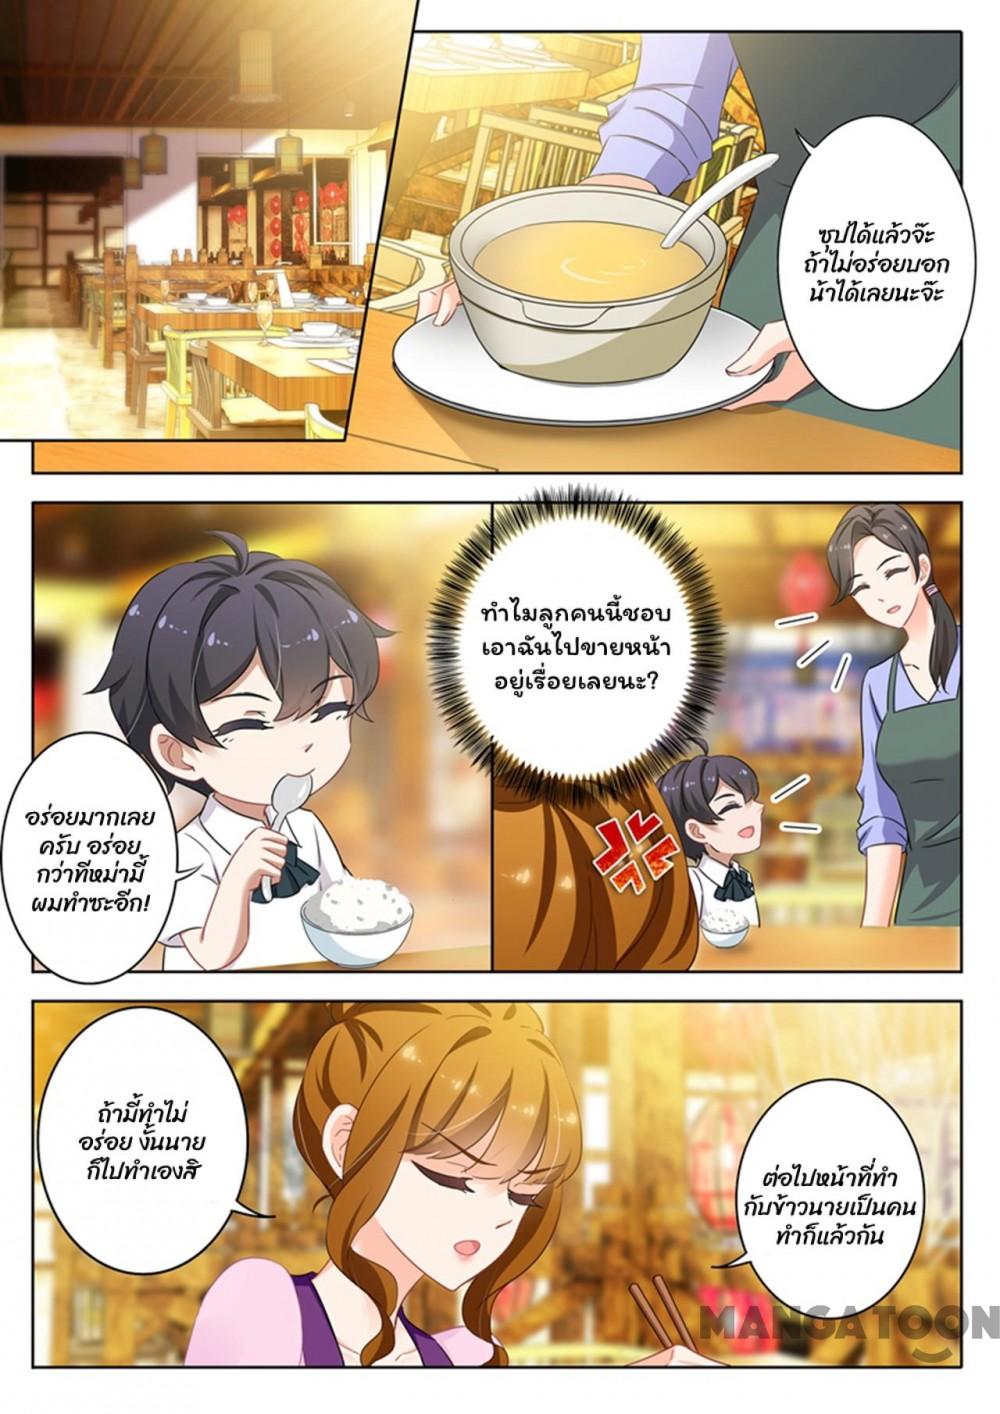 ซุปได้แล้วจ๊ะ
ถ้าไม่อร่อยบอก
น้าได้เลยนะจ๊ะ
ทำไมลูกคนนี้ชอบ
เอาฉันไปขายหน้า
อยู่เรื่อยเลยนะ?
อร่อยมากเลย
ครับ อร่อย
กว่าที่หม่ามี้
ผมทำซะอีก!
ถ้ามี้ทำไม่
อร่อย งั้นนาย
ก็ไปทำเองสิ
ต่อไปหน้าที่ทำ
กับข้าวนายเป็นคน
ทำก็แล้วกัน
MANGATOON